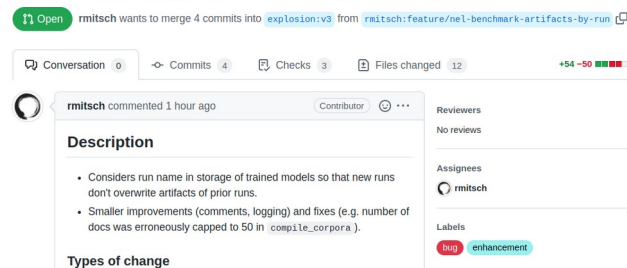 Open rmitsch wants to merge 4 commits into explosion:v3 from rmitsch:feature/nel-benchmark-artifacts-by-run
Conversation 0 Commits 4 Checks 3 Files changed 12 +54 −50
rmitsch commented 1 hour ago Contributor
Description
Considers run name in storage of trained models so that new runs
don't overwrite artifacts of prior runs.
Smaller improvements (comments, logging) and fixes (e.g. number of
docs was erroneously capped to 50 in compile_corpora ).
Types of change
Reviewers
No reviews
Assignees
rmitsch
Labels
bug enhancement